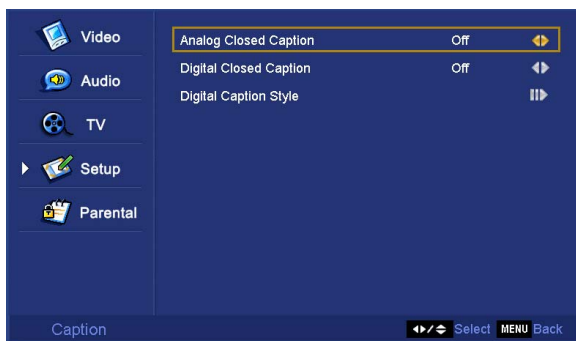 Video
Audio
TV
Setup
Parental
Analog Closed Caption Off
Digital Closed Caption Off
Digital Caption Style
Caption
Select MENU Back